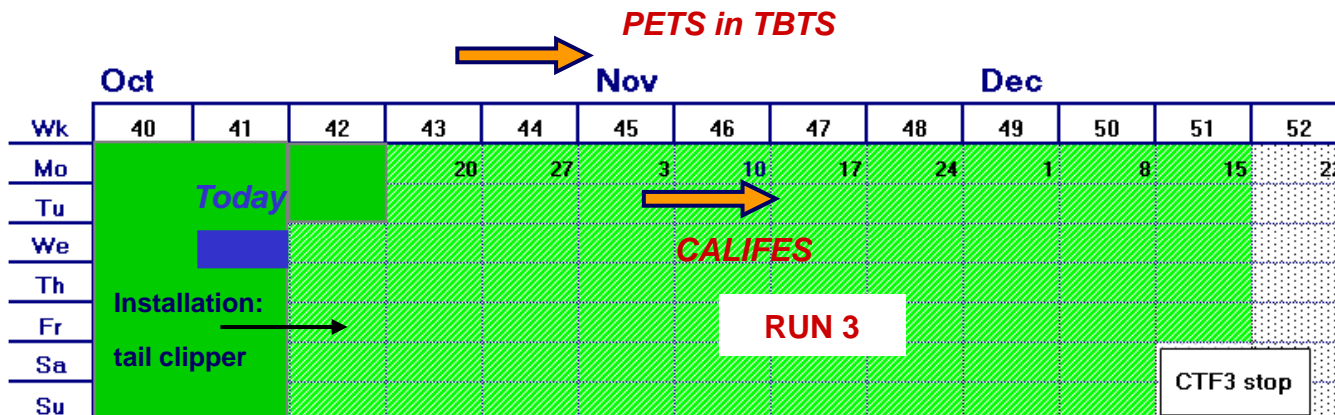 PETS in TBTS
Oct Nov Dec
Wk 40 41 42 43 44 45 46 47 48 49 50 51 52
Mo 20 27 3 10 17 24 1 8 15
Today
Tu
We
CALIFES
Th
Installation:
Fr
RUN 3
Sa
tail clipper
CTF3 stop
Su